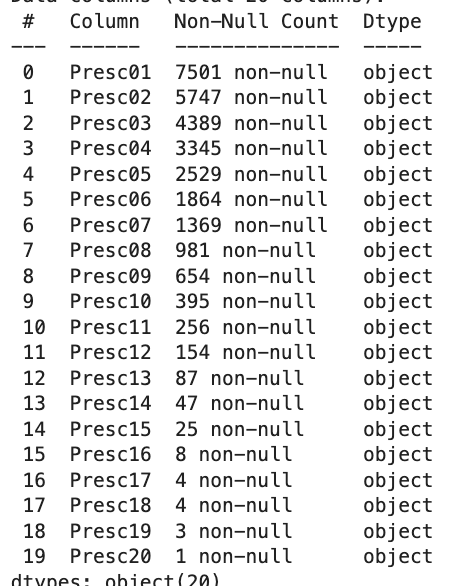 Data columns (total 20 columns):
#   Column   Non-Null Count  Dtype
---  ------   --------------  -----
0   Presc01  7501 non-null   object
1   Presc02  5747 non-null   object
2   Presc03  4389 non-null   object
3   Presc04  3345 non-null   object
4   Presc05  2529 non-null   object
5   Presc06  1864 non-null   object
6   Presc07  1369 non-null   object
7   Presc08  981 non-null   object
8   Presc09  654 non-null   object
9   Presc10  395 non-null   object
10  Presc11  256 non-null   object
11  Presc12  154 non-null   object
12  Presc13  87 non-null   object
13  Presc14  47 non-null   object
14  Presc15  25 non-null   object
15  Presc16  8 non-null   object
16  Presc17  4 non-null   object
17  Presc18  4 non-null   object
18  Presc19  3 non-null   object
19  Presc20  1 non-null   object
dtypes: object(20)